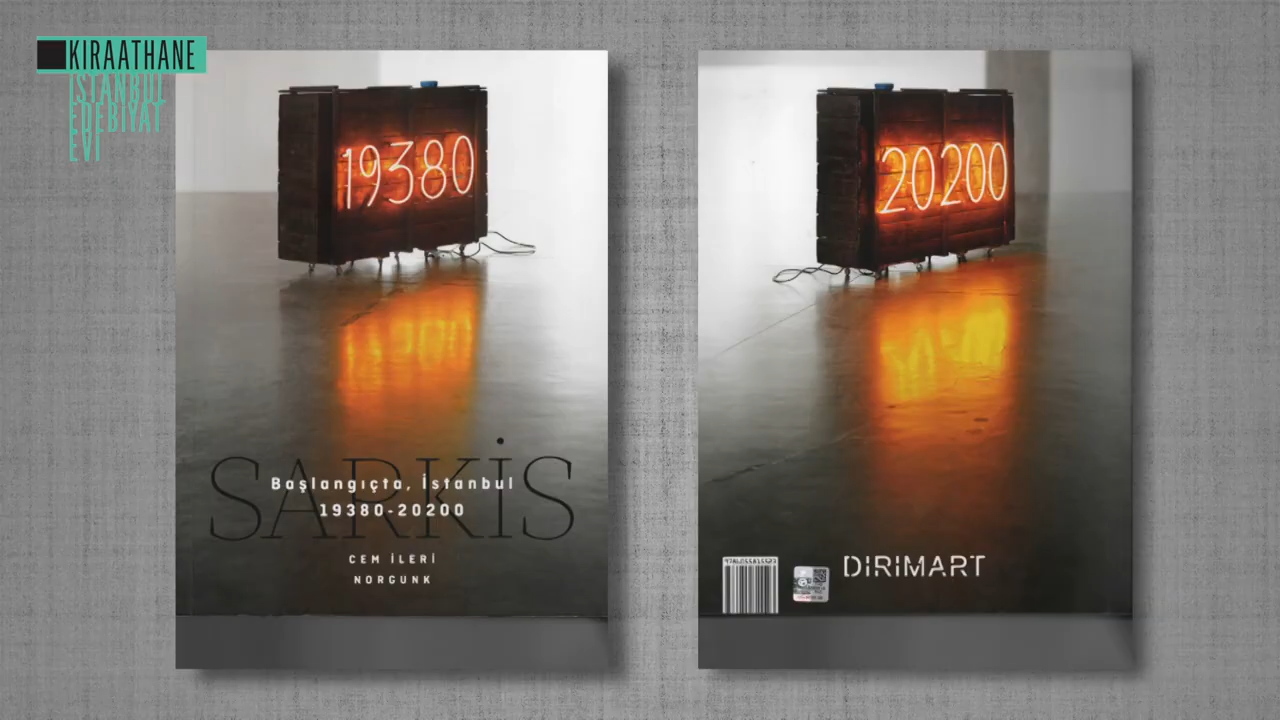 KIRAATHANE
İSTANBUL
EDEBİYAT
EVİ
19380
SARKİS
Başlangıçta, İstanbul
19380-20200
CEM İLERİ
NORGUNK
20200
DIRIMART